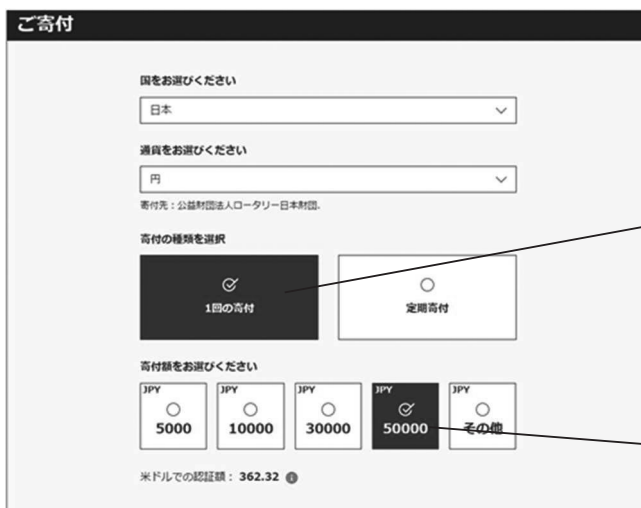 ご寄付
国をお選びください
日本
通貨をお選びください
円
寄付先：公益財団法人ロータリー日本財団.
寄付の種類を選択
1回の寄付
定期寄付
寄付額をお選びください
JPY JPY JPY JPY JPY
5000 10000 30000 50000 その他
米ドルでの認証額： 362.32